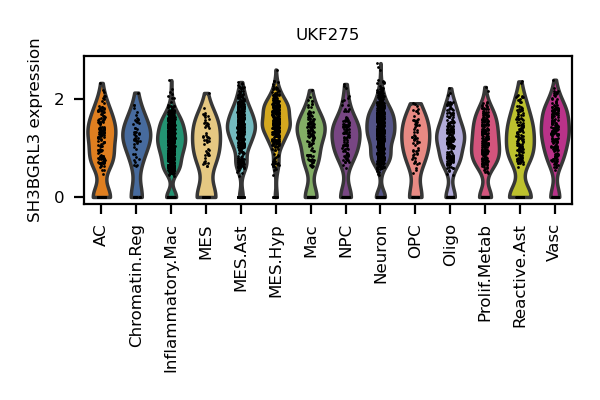 UKF275
SH3BGRL3 expression
2
0
AC
Chromatin.Reg
Inflammatory.Mac
MES
MES.Ast
MES.Hyp
Mac
NPC
Neuron
OPC
Oligo
Prolif.Metab
Reactive.Ast
Vasc